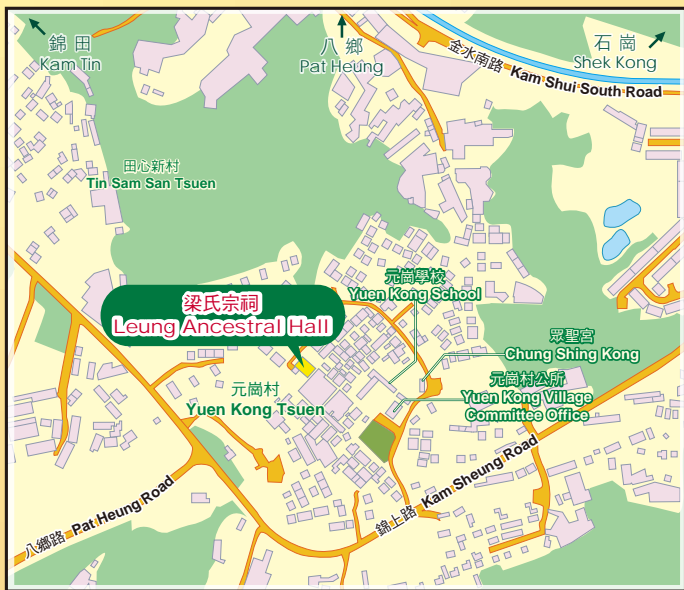 錦田
Kam Tin
八鄉
Pat Heung
石崗
Shek Kong
金水南路 Kam Shui South Road
田心新村
Tin Sam San Tsuen
梁氏宗祠
Leung Ancestral Hall
元崗學校
Yuen Kong School
眾聖宮
Chung Shing Kong
元崗村公所
Yuen Kong Village
Committee Office
元崗村
Yuen Kong Tsuen
錦上路 Kam Sheung Road
八鄉路 Pat Heung Road